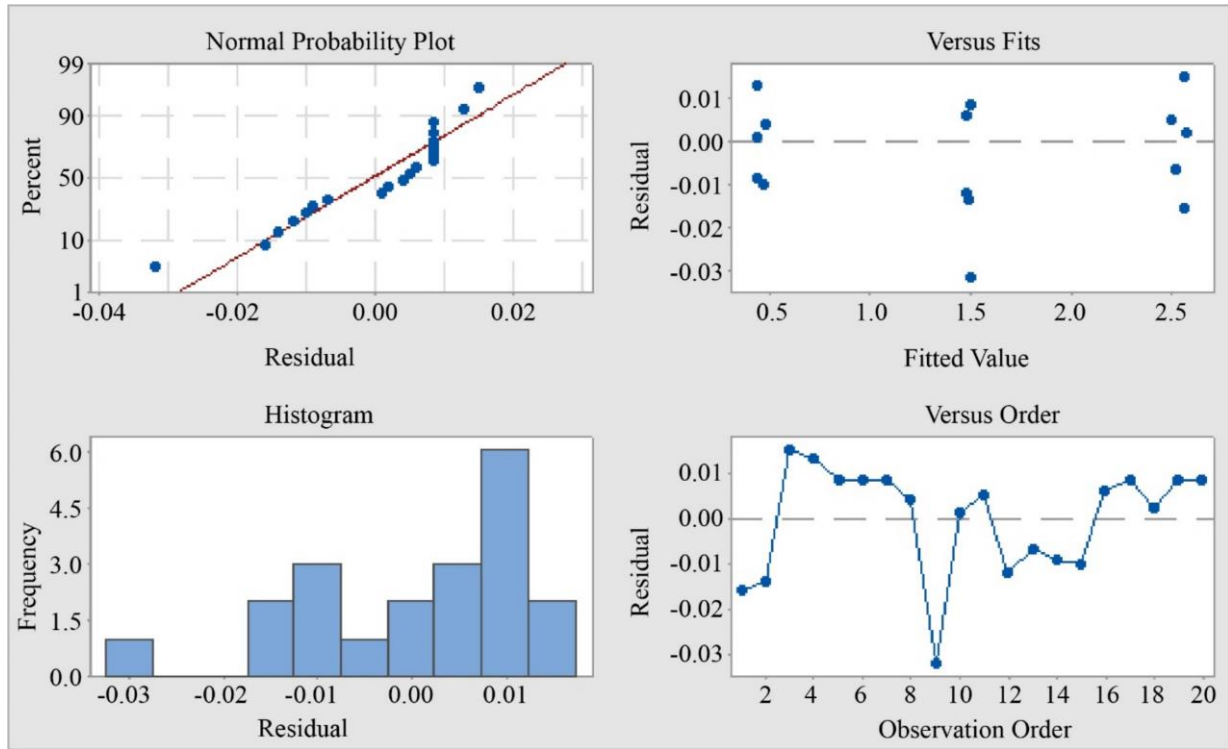 Normal Probability Plot
99
90
50
10
1
Percent
-0.04 -0.02 0.00 0.02
Residual
Versus Fits
0.01
0.00
-0.01
-0.02
-0.03
Residual
0.5 1.0 1.5 2.0 2.5
Fitted Value
Histogram
6.0
4.5
3.0
1.5
0.0
Frequency
-0.03 -0.02 -0.01 0.00 0.01
Residual
Versus Order
0.01
0.00
-0.01
-0.02
-0.03
Residual
2 4 6 8 10 12 14 16 18 20
Observation Order